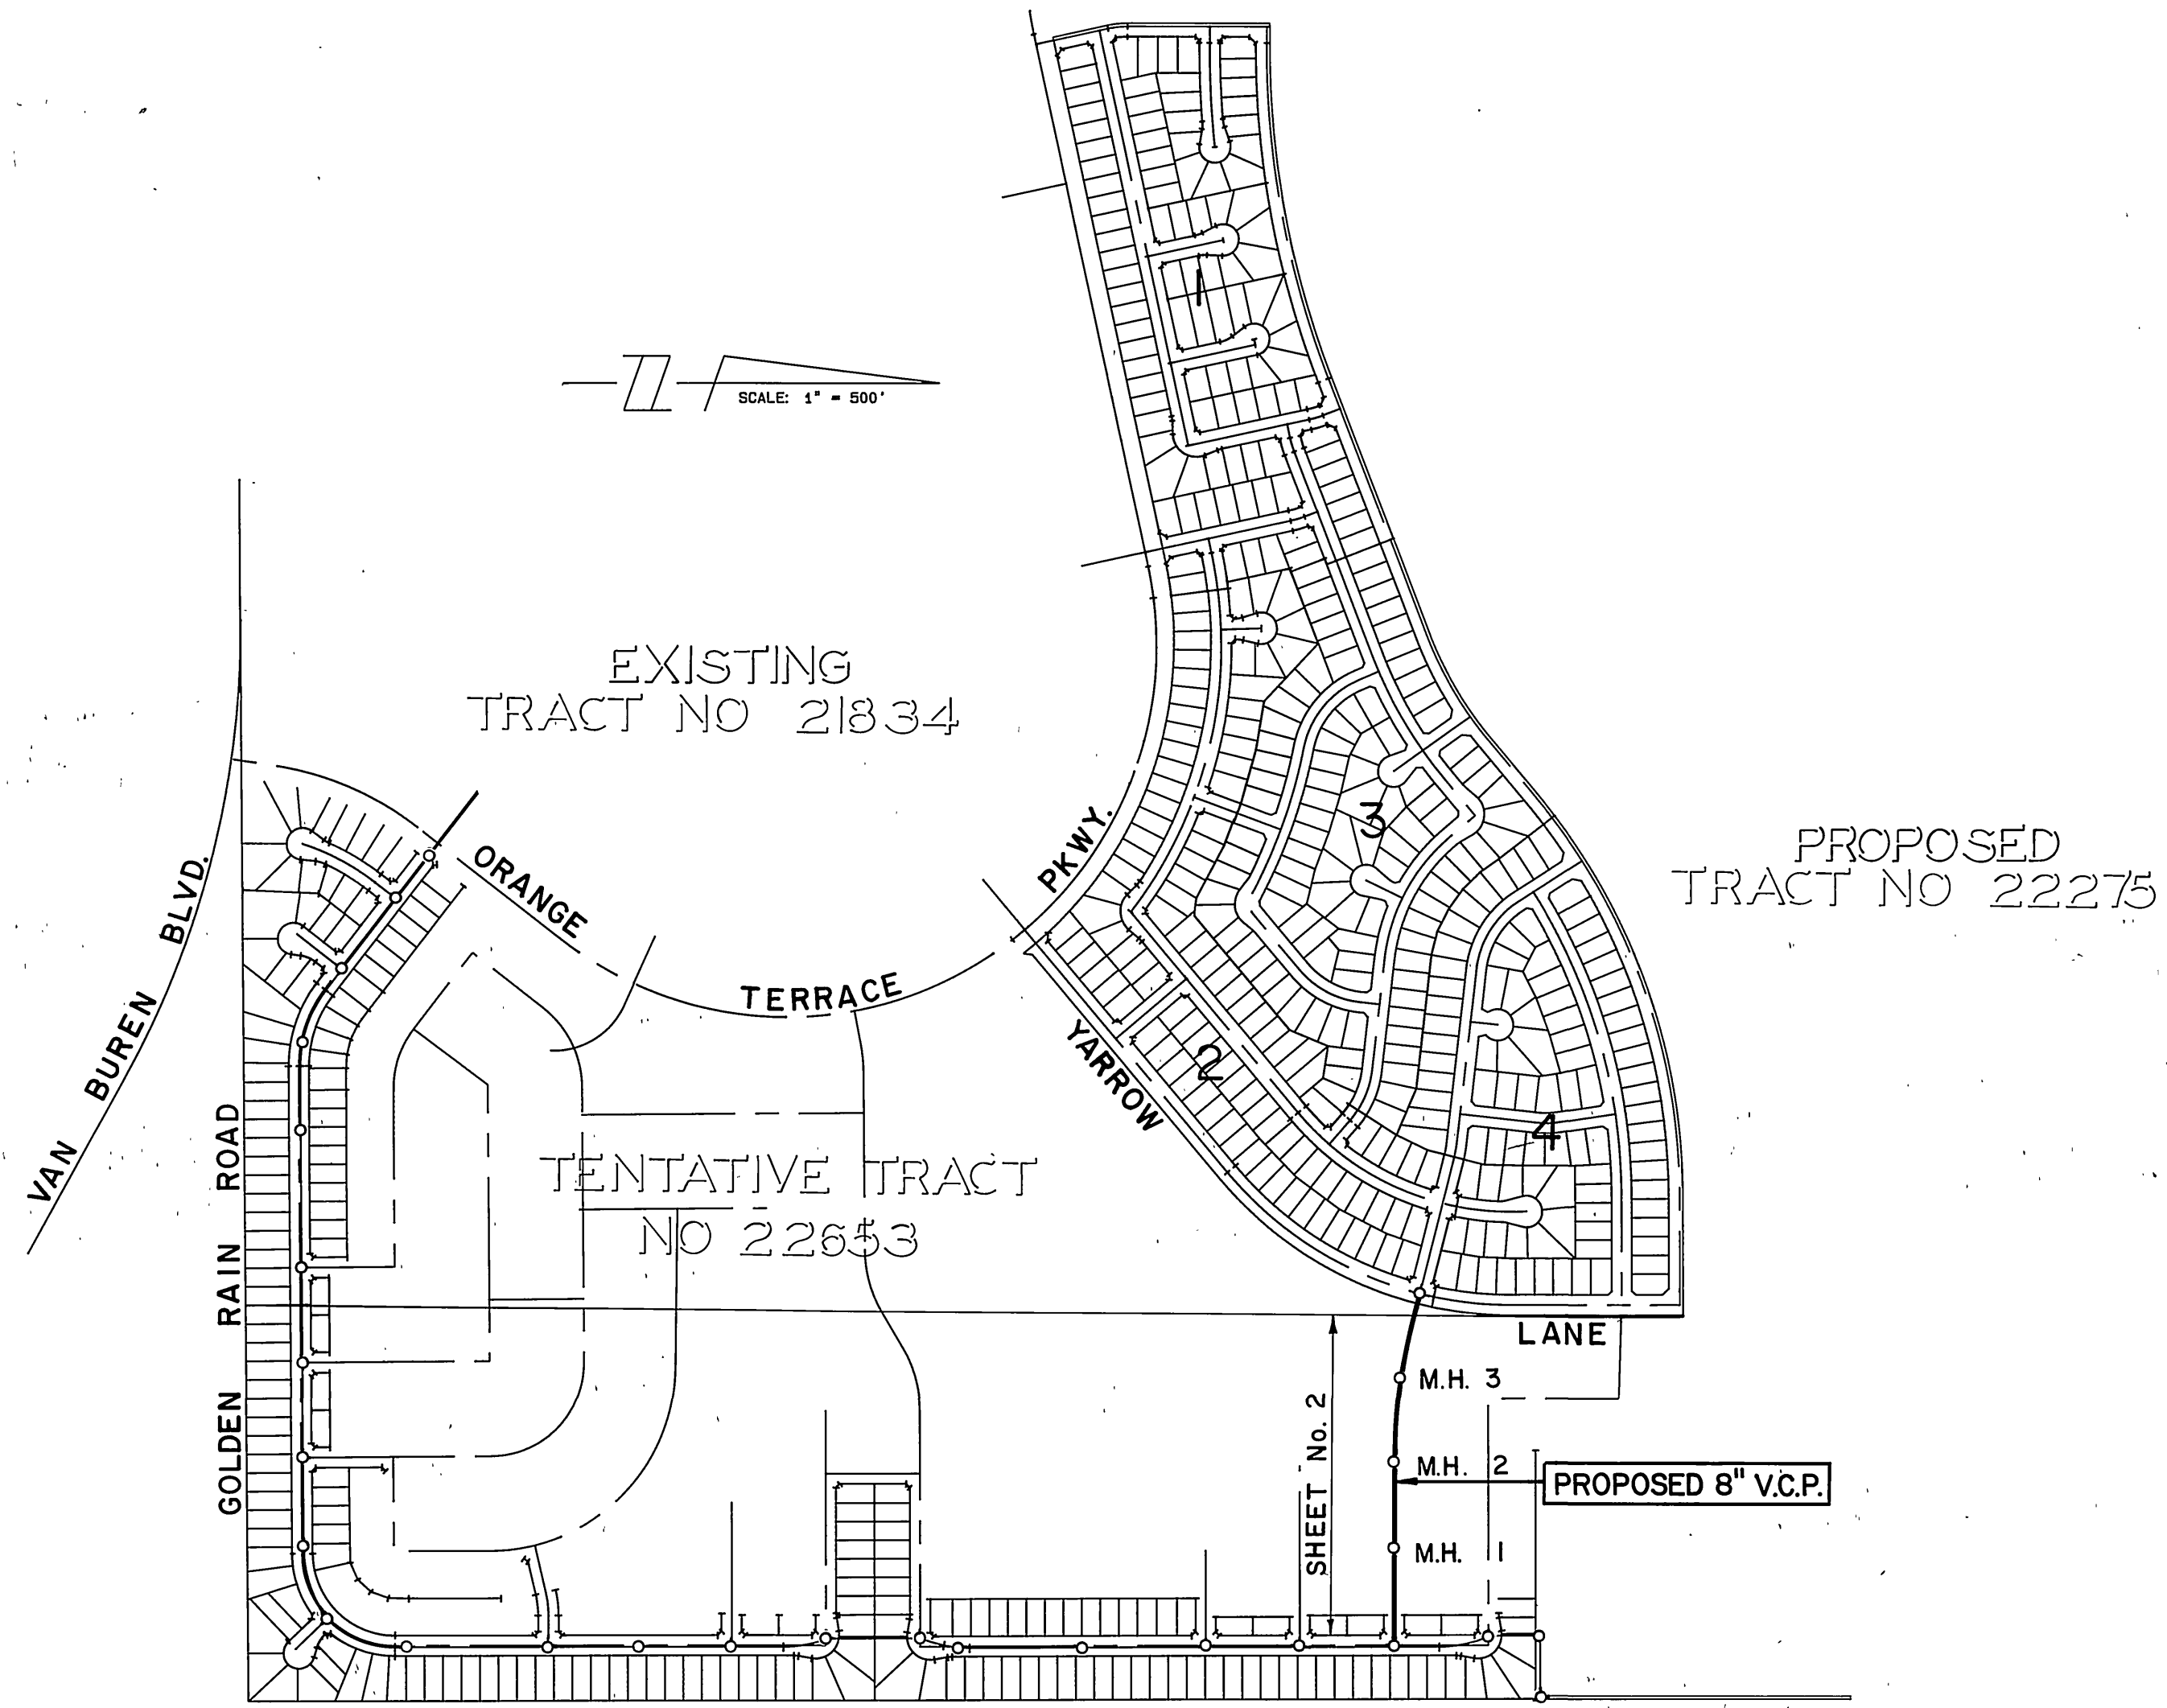 1
Z
SCALE: 1" = 500'
EXISTING
TRACT NO 21834
VAN BUREN BLVD.
ORANGE TERRACE PKWY.
3
PROPOSED
TRACT NO 22275
YARROW LANE
2
4
GOLDEN RAIN ROAD
TENTATIVE TRACT
NO 22653
M.H. 3
SHEET No. 2
M.H. 2
PROPOSED 8" V.C.P.
M.H. 1